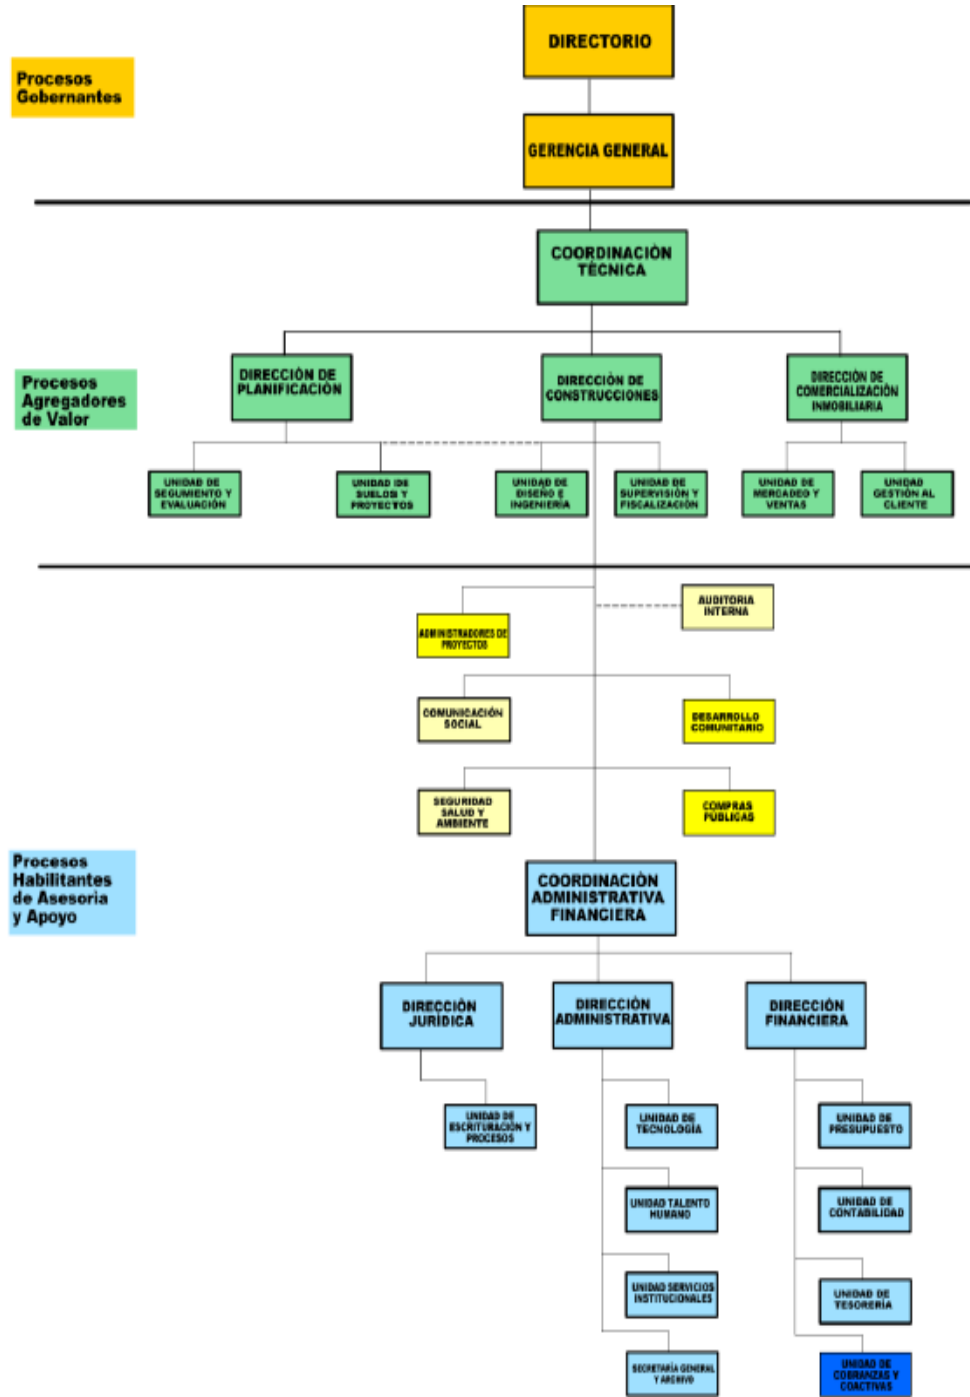 DIRECTORIO
Procesos
Gobernantes
GERENCIA GENERAL
COORDINACIÓN
TÉCNICA
Procesos
Agregadores
de Valor
DIRECCIÓN DE
PLANIFICACIÓN
DIRECCIÓN DE
CONSTRUCCIONES
DIRECCIÓN DE
COMERCIALIZACIÓN
INMOBILIARIA
UNIDAD DE
SEGUMIENTO Y
EVALUACIÓN
UNIDAD DE
SUELOS Y
PROYECTOS
UNIDAD DE
DISEÑO E
INGENIERÍA
UNIDAD DE
SUPERVISIÓN Y
FISCALIZACIÓN
UNIDAD DE
MERCADEO Y
VENTAS
UNIDAD
GESTIÓN AL
CLIENTE
AUDITORIA
INTERNA
ADMINISTRADORES DE
PROYECTOS
COMUNICACIÓN
SOCIAL
DESARROLLO
COMUNITARIO
SEGURIDAD
SALUD Y
AMBIENTE
COMPRAS
PÚBLICAS
Procesos
Habilitantes
de Asesoria
y Apoyo
COORDINACIÓN
ADMINISTRATIVA
FINANCIERA
DIRECCIÓN
JURÍDICA
DIRECCIÓN
ADMINISTRATIVA
DIRECCIÓN
FINANCIERA
UNIDAD DE
ESCRITURACIÓN Y
PROCESOS
UNIDAD DE
TECNOLOGÍA
UNIDAD DE
PRESUPUESTO
UNIDAD TALENTO
HUMANO
UNIDAD DE
CONTABILIDAD
UNIDAD SERVICIOS
INSTITUCIONALES
UNIDAD DE
TESORERÍA
SECRETARÍA GENERAL
Y ARCHIVO
UNIDAD DE
COBRANZAS Y
COACTIVAS